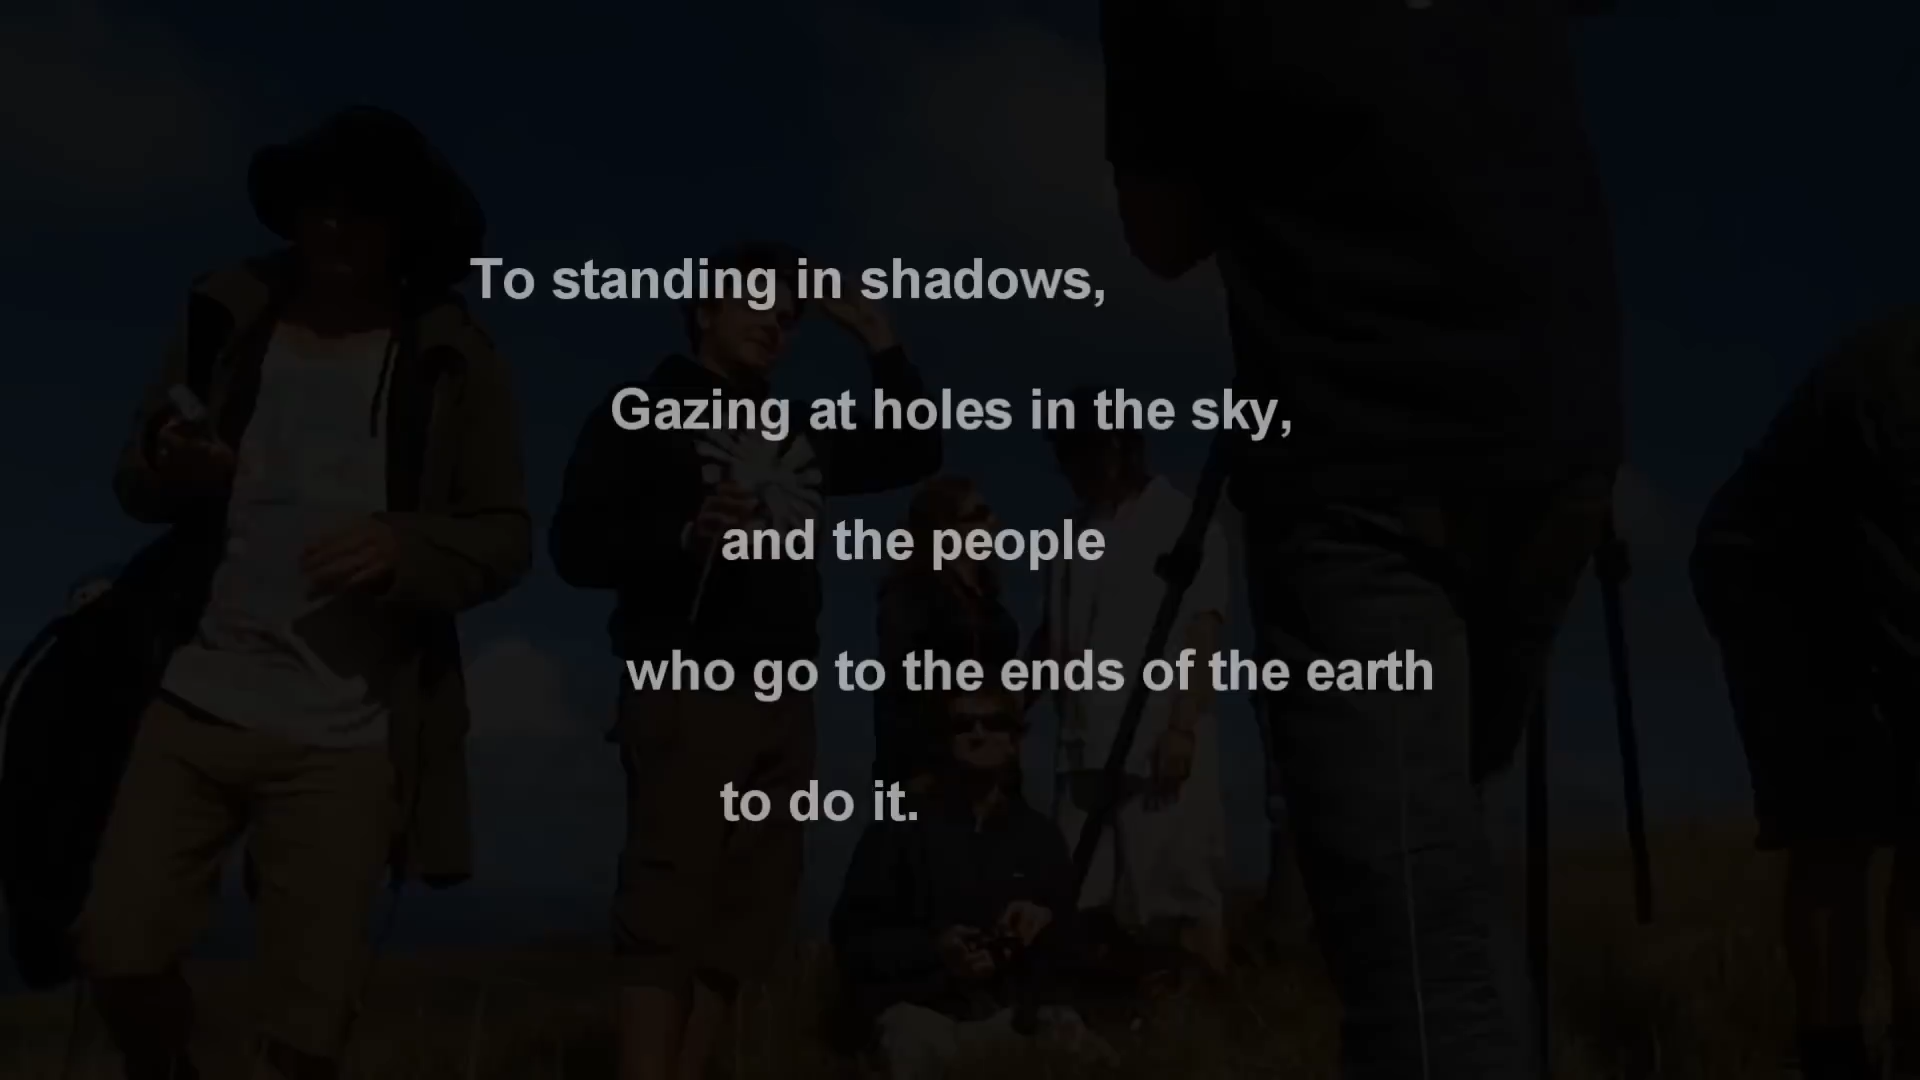 To standing in shadows,
Gazing at holes in the sky,
and the people
who go to the ends of the earth
to do it.